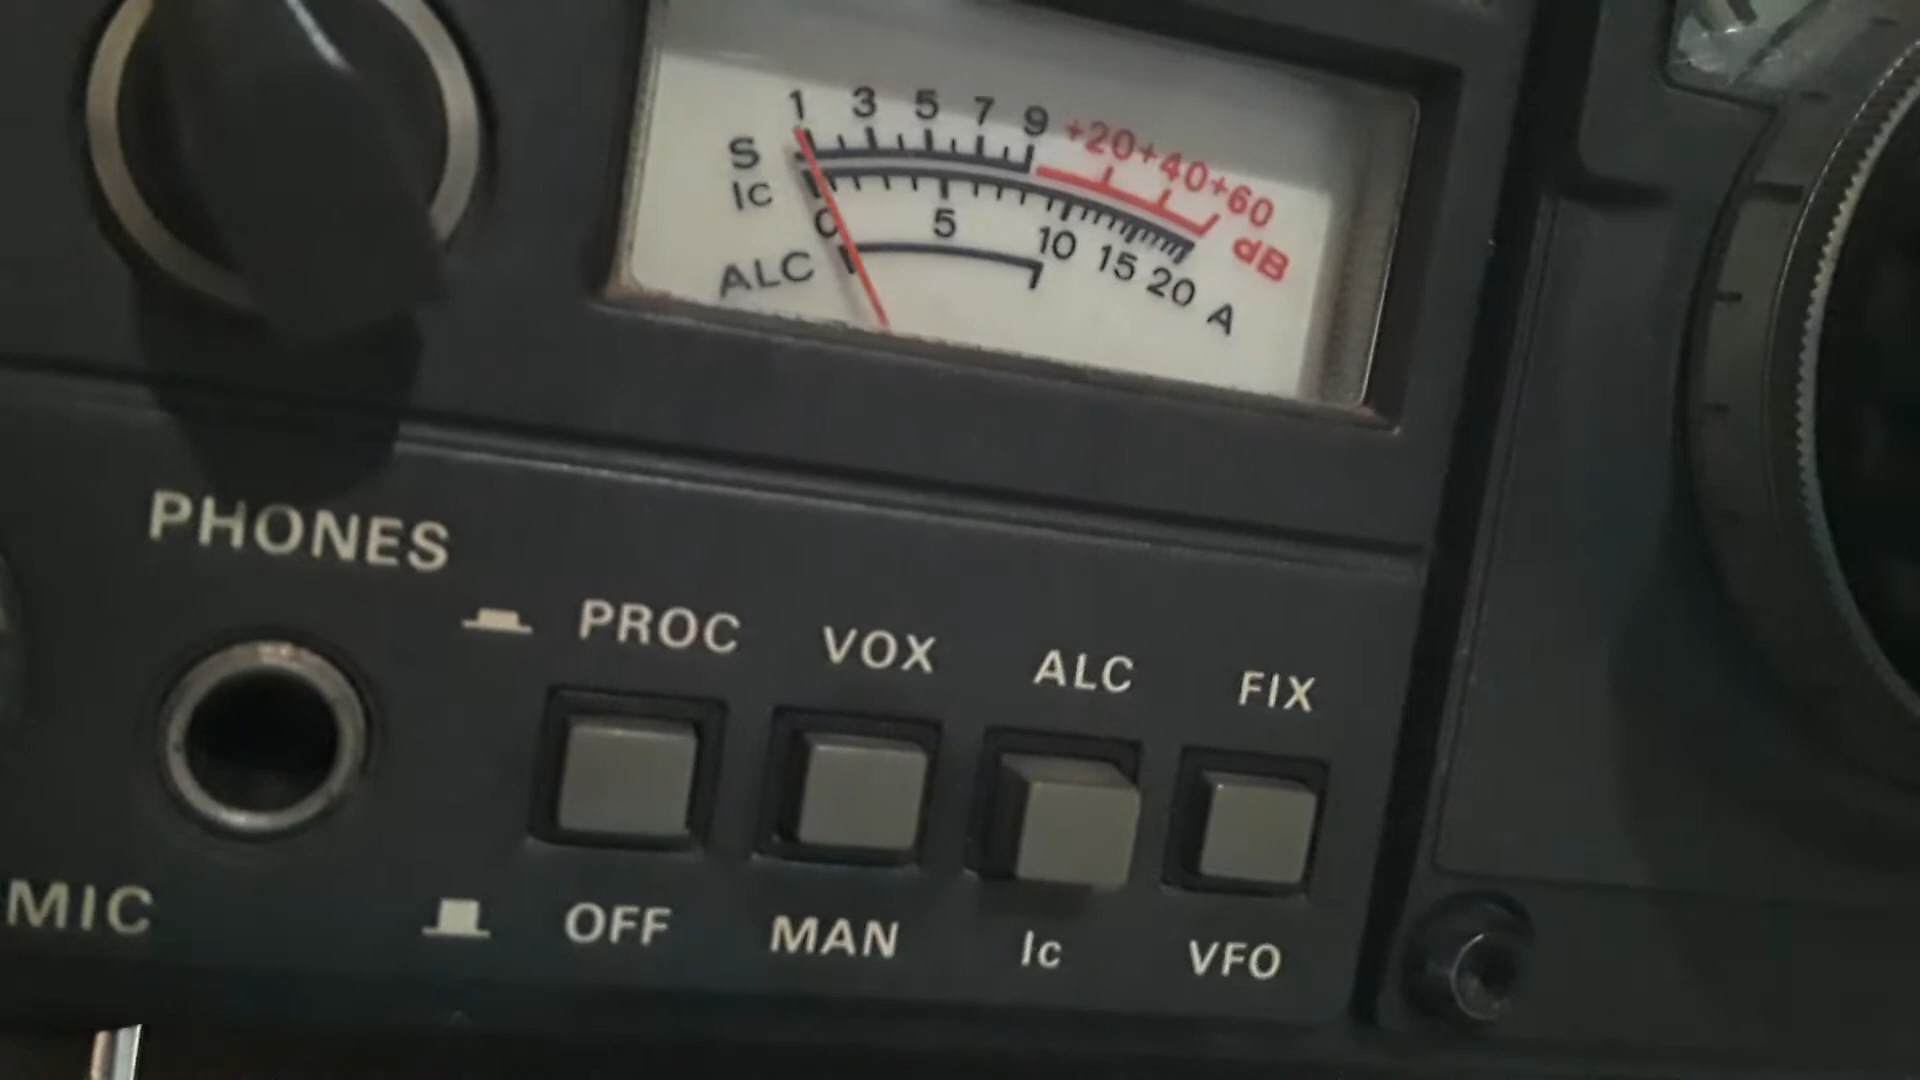 1 3 5 7 9 +20+40+60
S
dB
Ic
0 5 10 15 20 A
ALC
PHONES
PROC VOX ALC FIX
MIC
OFF MAN Ic VFO